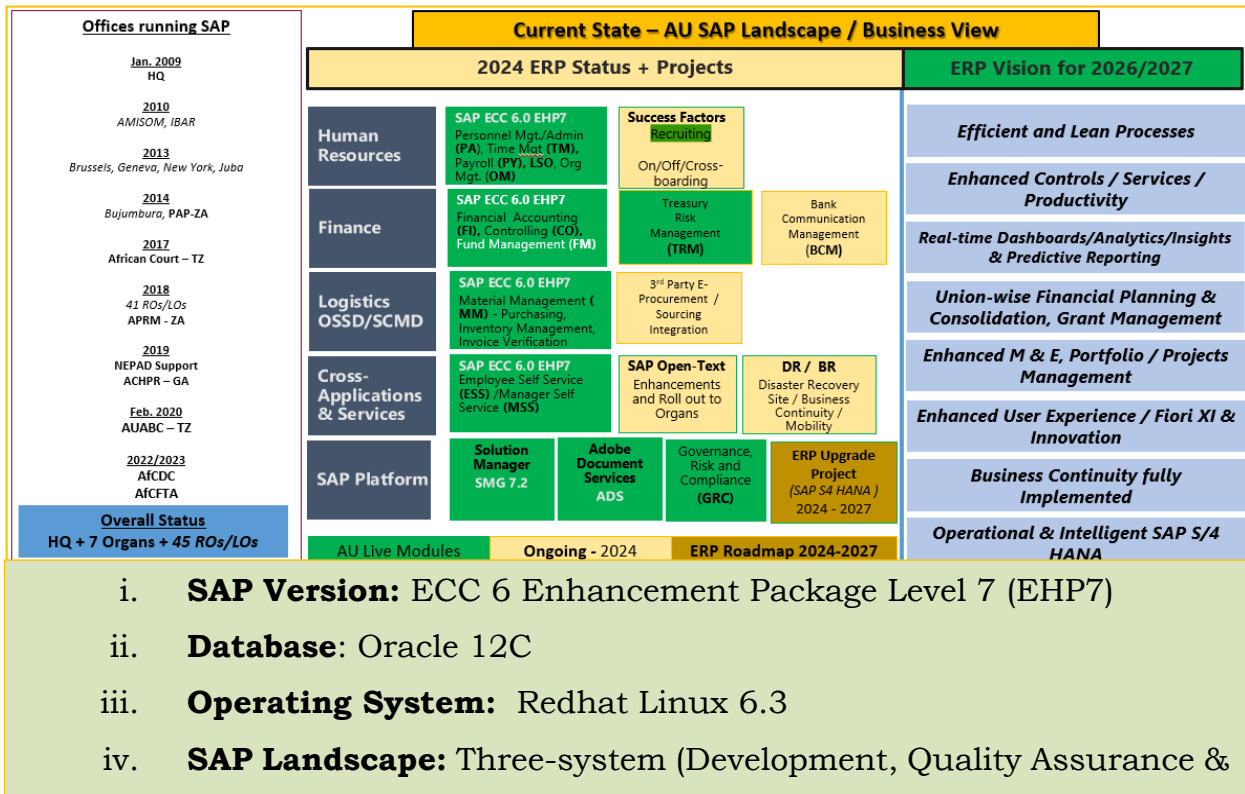 Offices running SAP
Jan. 2009
HQ
2010
AMISOM, IBAR
2013
Brussels, Geneva, New York, Juba
2014
Bujumbura, PAP-ZA
2017
African Court – TZ
2018
41 ROs/LOs
APRM - ZA
2019
NEPAD Support
ACHPR – GA
Feb. 2020
AUABC – TZ
2022/2023
AfCDC
AfCFTA
Overall Status
HQ + 7 Organs + 45 ROs/LOs
Current State – AU SAP Landscape / Business View
2024 ERP Status + Projects
Human
Resources
SAP ECC 6.0 EHP7
Personnel Mgt./Admin
(PA), Time Mgt (TM),
Payroll (PY), LSO, Org
Mgt. (OM)
Success Factors
Recruiting
On/Off/Cross-
boarding
Finance
SAP ECC 6.0 EHP7
Financial Accounting
(FI), Controlling (CO),
Fund Management (FM)
Treasury
Risk
Management
(TRM)
Bank
Communication
Management
(BCM)
Logistics
OSSD/SCMD
SAP ECC 6.0 EHP7
Material Management (
MM) - Purchasing,
Inventory Management,
Invoice Verification
3rd Party E-
Procurement /
Sourcing
Integration
Cross-
Applications
& Services
SAP ECC 6.0 EHP7
Employee Self Service
(ESS) /Manager Self
Service (MSS)
SAP Open-Text
Enhancements
and Roll out to
Organs
DR / BR
Disaster Recovery
Site / Business
Continuity /
Mobility
SAP Platform
Solution
Manager
SMG 7.2
Adobe
Document
Services
ADS
Governance,
Risk and
Compliance
(GRC)
ERP Upgrade
Project
(SAP S4 HANA )
2024 - 2027
AU Live Modules
Ongoing - 2024
ERP Roadmap 2024-2027
ERP Vision for 2026/2027
Efficient and Lean Processes
Enhanced Controls / Services /
Productivity
Real-time Dashboards/Analytics/Insights
& Predictive Reporting
Union-wise Financial Planning &
Consolidation, Grant Management
Enhanced M & E, Portfolio / Projects
Management
Enhanced User Experience / Fiori XI &
Innovation
Business Continuity fully
Implemented
Operational & Intelligent SAP S/4
HANA
i. SAP Version: ECC 6 Enhancement Package Level 7 (EHP7)
ii. Database: Oracle 12C
iii. Operating System: Redhat Linux 6.3
iv. SAP Landscape: Three-system (Development, Quality Assurance &